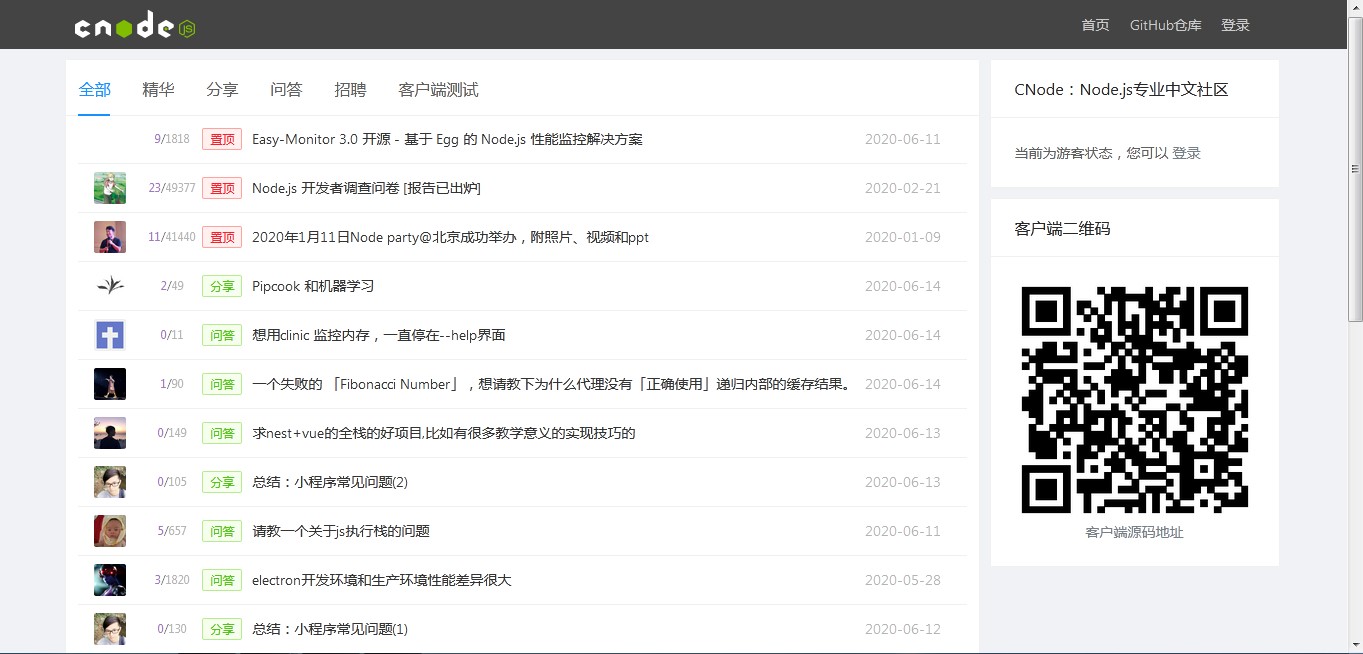 cnode JS
首页 GitHub仓库 登录
全部 精华 分享 问答 招聘 客户端测试
9/1818 置顶 Easy-Monitor 3.0 开源 - 基于 Egg 的 Node.js 性能监控解决方案 2020-06-11
23/49377 置顶 Node.js 开发者调查问卷 [报告已出炉] 2020-02-21
11/41440 置顶 2020年1月11日Node party@北京成功举办，附照片、视频和ppt 2020-01-09
2/49 分享 Pipcook 和机器学习 2020-06-14
0/11 问答 想用clinic 监控内存，一直停在--help界面 2020-06-14
1/90 问答 一个失败的 「Fibonacci Number」，想请教下为什么代理没有「正确使用」递归内部的缓存结果。 2020-06-14
0/149 问答 求nest+vue的全栈的好项目,比如有很多教学意义的实现技巧的 2020-06-13
0/105 分享 总结：小程序常见问题(2) 2020-06-13
5/657 问答 请教一个关于js执行栈的问题 2020-06-11
3/1820 问答 electron开发环境和生产环境性能差异很大 2020-05-28
0/130 分享 总结：小程序常见问题(1) 2020-06-12
CNode：Node.js专业中文社区
当前为游客状态，您可以 登录
客户端二维码
客户端源码地址